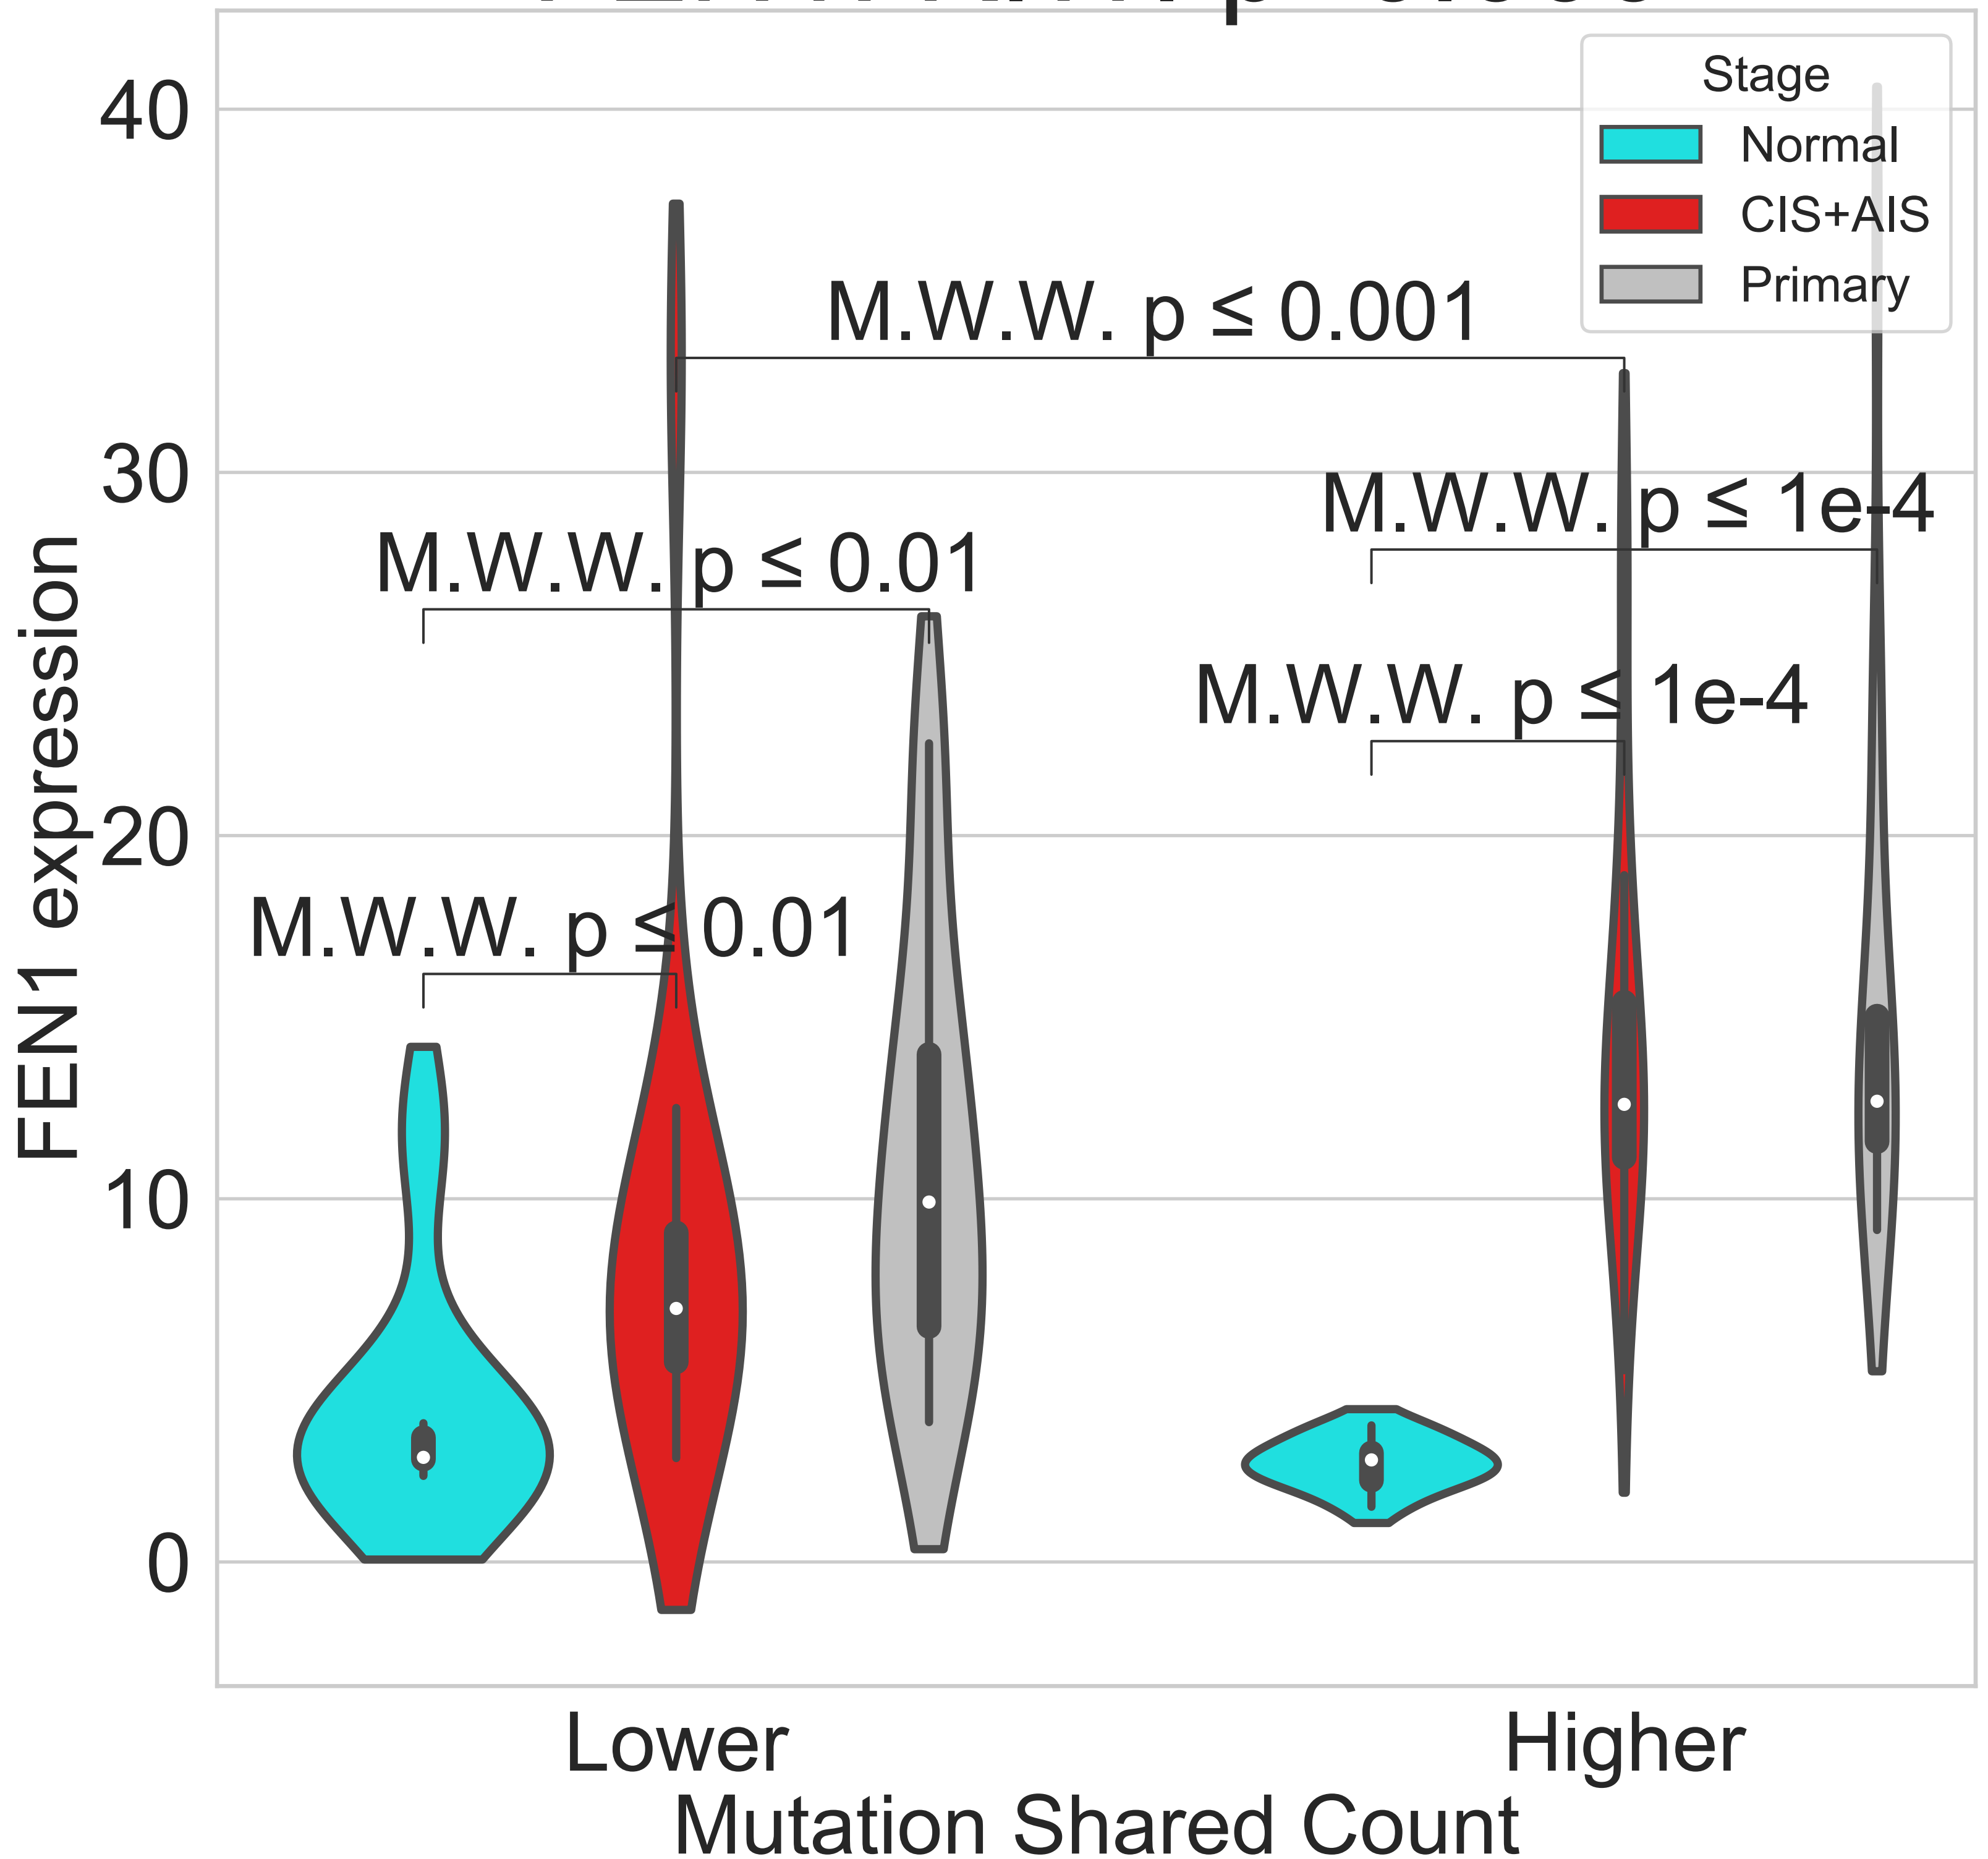 Stage
Normal
CIS+AIS
Primary
40
30
20
10
0
FEN1 expression
M.W.W. p ≤ 0.001
M.W.W. p ≤ 1e-4
M.W.W. p ≤ 0.01
M.W.W. p ≤ 1e-4
M.W.W. p ≤ 0.01
Lower
Higher
Mutation Shared Count